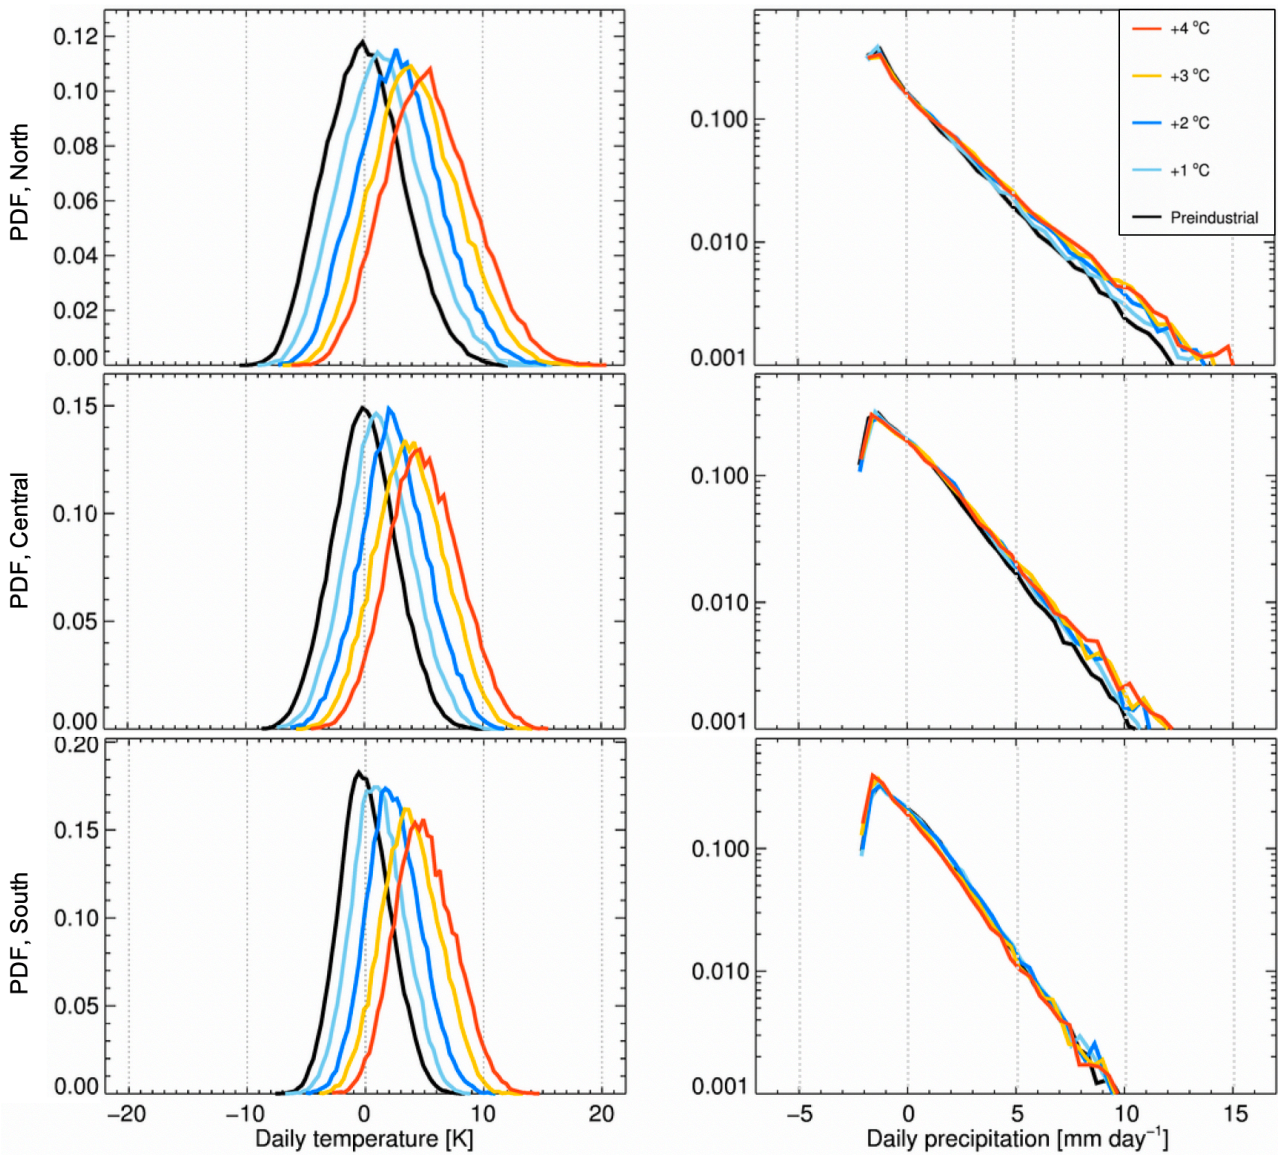 PDF, North
0.12
0.10
0.08
0.06
0.04
0.02
0.00
0.100
0.010
0.001
+4 °C
+3 °C
+2 °C
+1 °C
Preindustrial
PDF, Central
0.15
0.10
0.05
0.00
0.100
0.010
0.001
PDF, South
0.20
0.15
0.10
0.05
0.00
0.100
0.010
0.001
−20 −10 0 10 20
Daily temperature [K]
−5 0 5 10 15
Daily precipitation [mm day⁻¹]